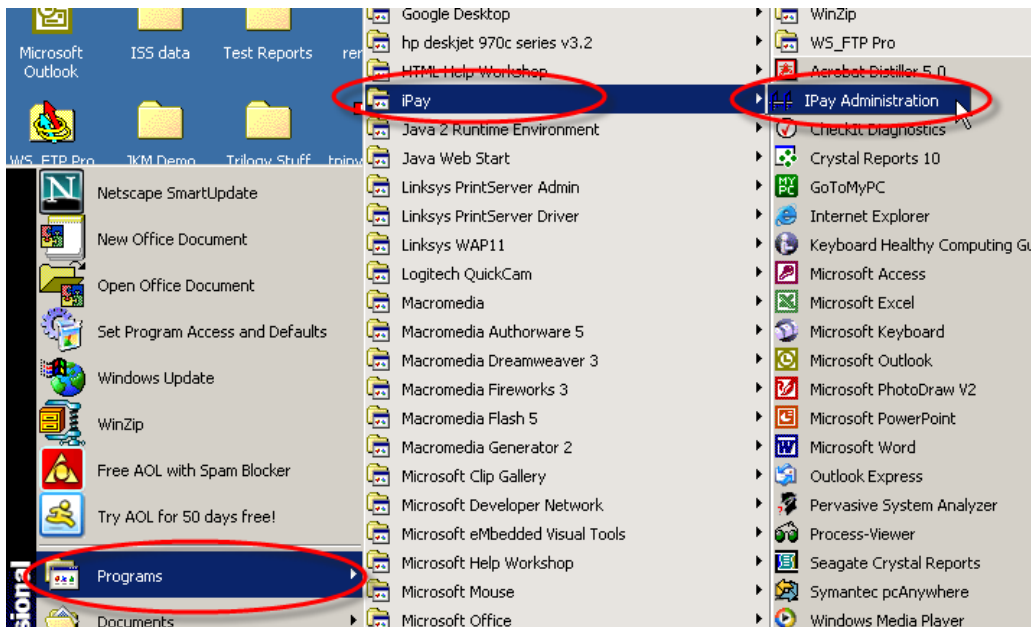 Microsoft
Outlook
ISS data
Test Reports
WS_FTP Pro
JKM Demo
Trilogy Stuff
Netscape SmartUpdate
New Office Document
Open Office Document
Set Program Access and Defaults
Windows Update
WinZip
Free AOL with Spam Blocker
Try AOL for 50 days free!
Programs
Documents
sional
Google Desktop
hp deskjet 970c series v3.2
HTML Help Workshop
iPay
Java 2 Runtime Environment
Java Web Start
Linksys PrintServer Admin
Linksys PrintServer Driver
Linksys WAP11
Logitech QuickCam
Macromedia
Macromedia Authorware 5
Macromedia Dreamweaver 3
Macromedia Fireworks 3
Macromedia Flash 5
Macromedia Generator 2
Microsoft Clip Gallery
Microsoft Developer Network
Microsoft eMbedded Visual Tools
Microsoft Help Workshop
Microsoft Mouse
Microsoft Office
WinZip
WS_FTP Pro
Acrobat Distiller 5.0
IPay Administration
CheckIt Diagnostics
Crystal Reports 10
GoToMyPC
Internet Explorer
Keyboard Healthy Computing Gu
Microsoft Access
Microsoft Excel
Microsoft Keyboard
Microsoft Outlook
Microsoft PhotoDraw V2
Microsoft PowerPoint
Microsoft Word
Outlook Express
Pervasive System Analyzer
Process-Viewer
Seagate Crystal Reports
Symantec pcAnywhere
Windows Media Player